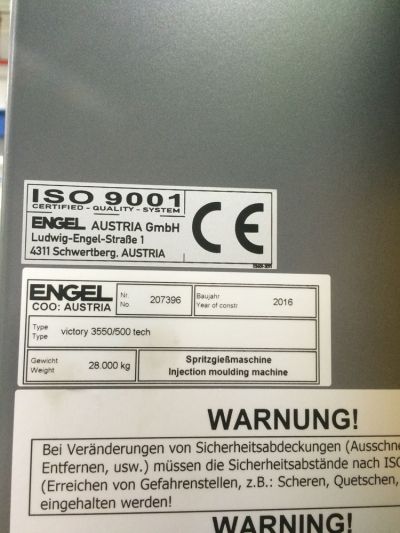 ISO 9001
CERTIFIED - QUALITY - SYSTEM
ENGEL AUSTRIA GmbH
Ludwig-Engel-Straße 1
4311 Schwertberg, AUSTRIA
CE
ENGEL
COO: AUSTRIA
Nr.
No.
207396
Baujahr
Year of constr
2016
Type
Type
victory 3550/500 tech
Gewicht
Weight
28.000 kg
Spritzgießmaschine
Injection moulding machine
WARNUNG!
Bei Veränderungen von Sicherheitsabdeckungen (Ausschne
Entfernen, usw.) müssen die Sicherheitsabstände nach ISO
(Erreichen von Gefahrenstellen, z.B.: Scheren, Quetschen,
eingehalten werden!
WARNING!